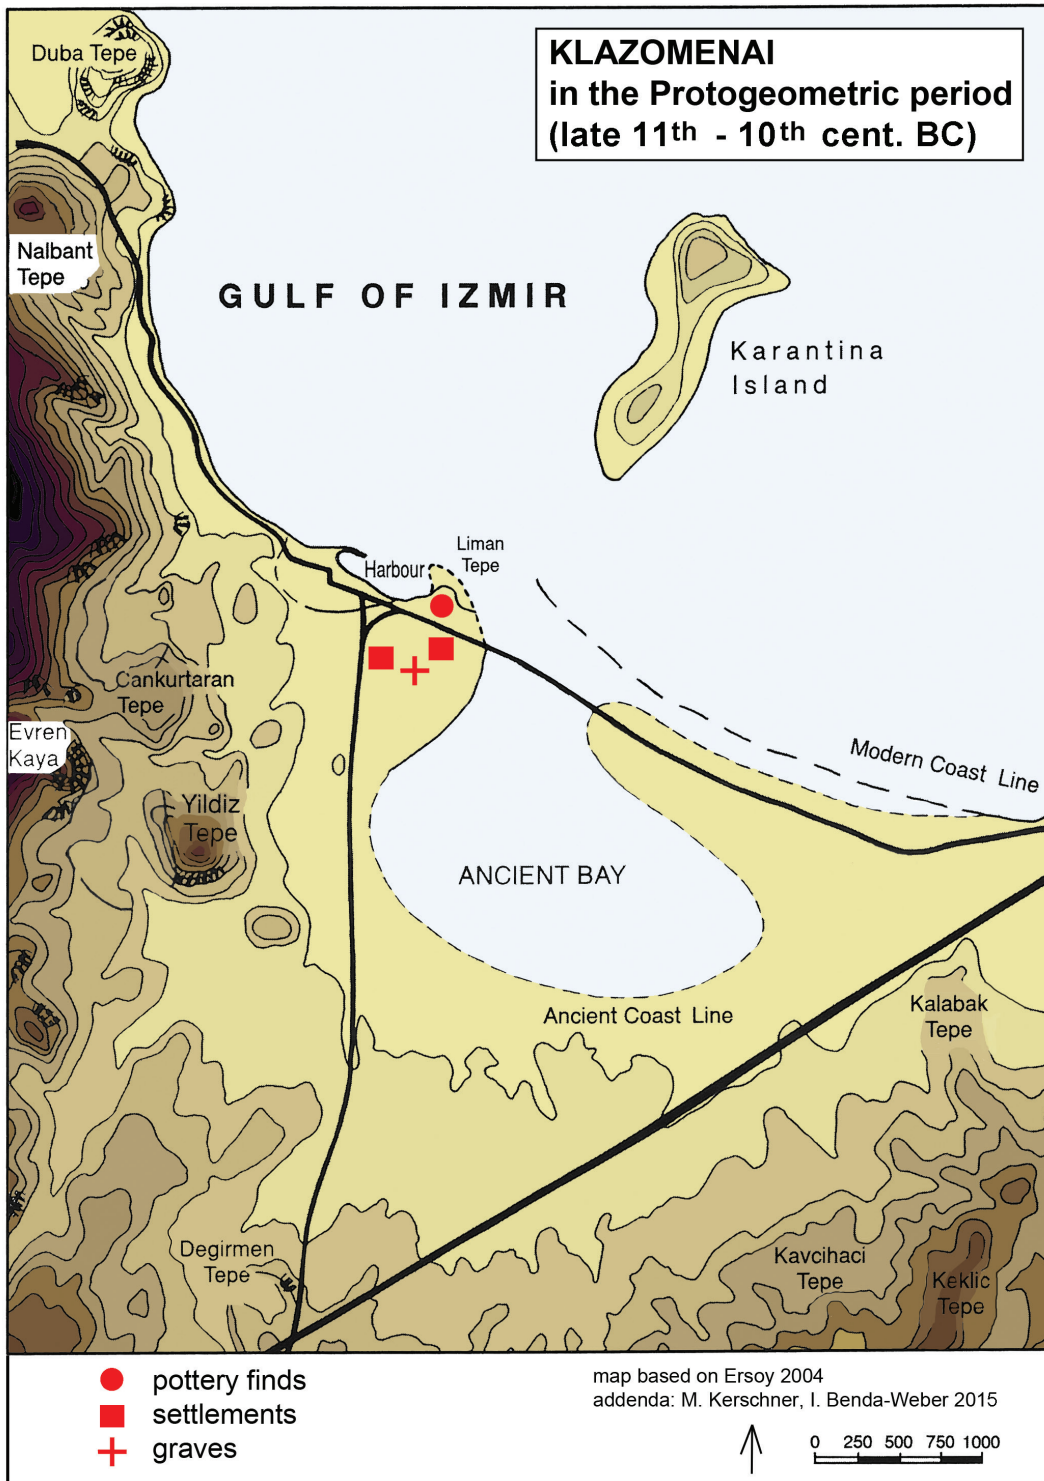 Duba Tepe
KLAZOMENAI
in the Protogeometric period
(late 11th - 10th cent. BC)
Nalbant
Tepe
GULF OF IZMIR
Karantina
Island
Liman
Tepe
Harbour
Cankurtaran
Tepe
Evren
Kaya
Modern Coast Line
Yildiz
Tepe
ANCIENT BAY
Ancient Coast Line
Kalabak
Tepe
Degirmen
Tepe
Kavcihaci
Tepe
Keklic
Tepe
pottery finds
settlements
graves
map based on Ersoy 2004
addenda: M. Kerschner, I. Benda-Weber 2015
0 250 500 750 1000